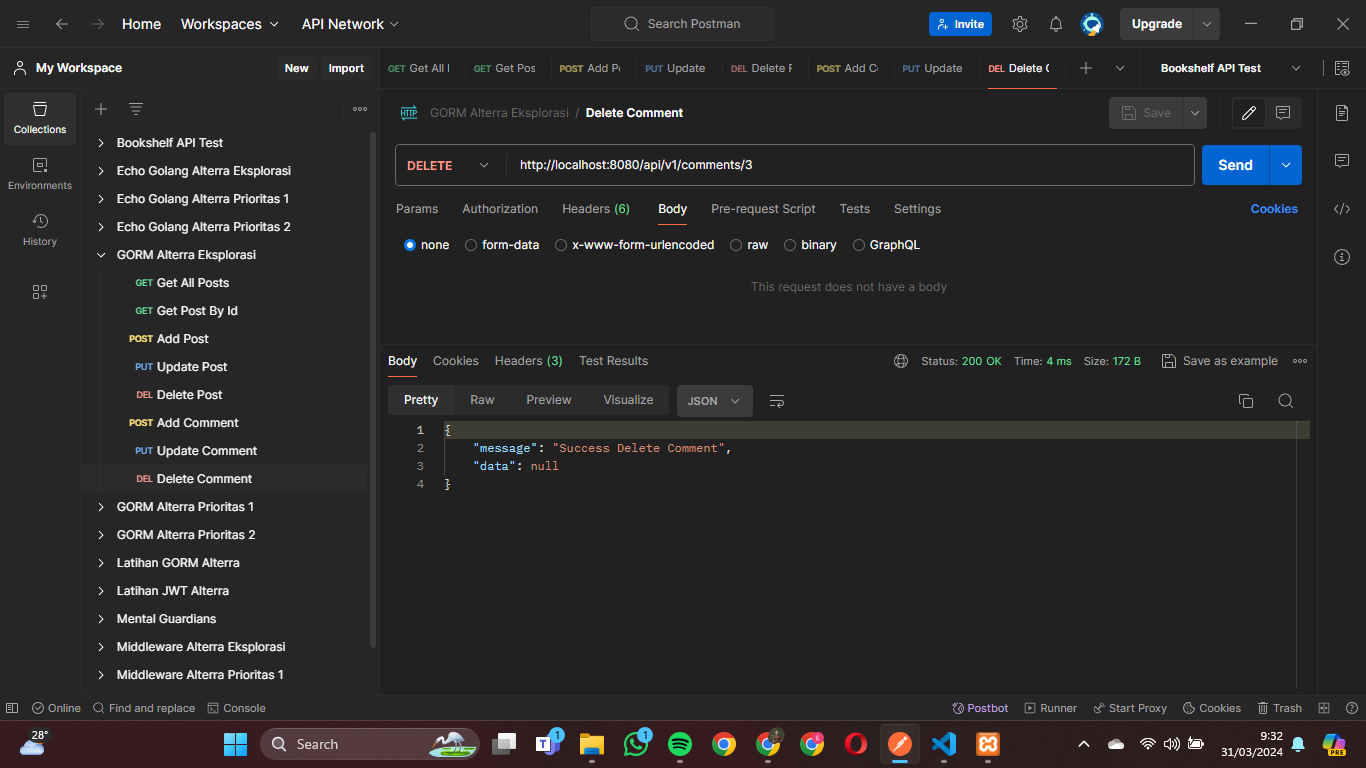 Home Workspaces API Network Search Postman Invite Upgrade
My Workspace New Import GET Get All GET Get Pos POST Add P PUT Update DEL Delete POST Add C PUT Update DEL Delete Bookshelf API Test
Collections
Environments
History
Bookshelf API Test
Echo Golang Alterra Eksplorasi
Echo Golang Alterra Prioritas 1
Echo Golang Alterra Prioritas 2
GORM Alterra Eksplorasi
GET Get All Posts
GET Get Post By Id
POST Add Post
PUT Update Post
DEL Delete Post
POST Add Comment
PUT Update Comment
DEL Delete Comment
GORM Alterra Prioritas 1
GORM Alterra Prioritas 2
Latihan GORM Alterra
Latihan JWT Alterra
Mental Guardians
Middleware Alterra Eksplorasi
Middleware Alterra Prioritas 1
HTTP GORM Alterra Eksplorasi / Delete Comment Save
DELETE http://localhost:8080/api/v1/comments/3 Send
Params Authorization Headers (6) Body Pre-request Script Tests Settings Cookies
none form-data x-www-form-urlencoded raw binary GraphQL
This request does not have a body
Body Cookies Headers (3) Test Results Status: 200 OK Time: 4 ms Size: 172 B Save as example
Pretty Raw Preview Visualize JSON
1 {
2 "message": "Success Delete Comment",
3 "data": null
4 }
Online Find and replace Console Postbot Runner Start Proxy Cookies Trash
28° Search 1 1 9:32
31/03/2024 PRE